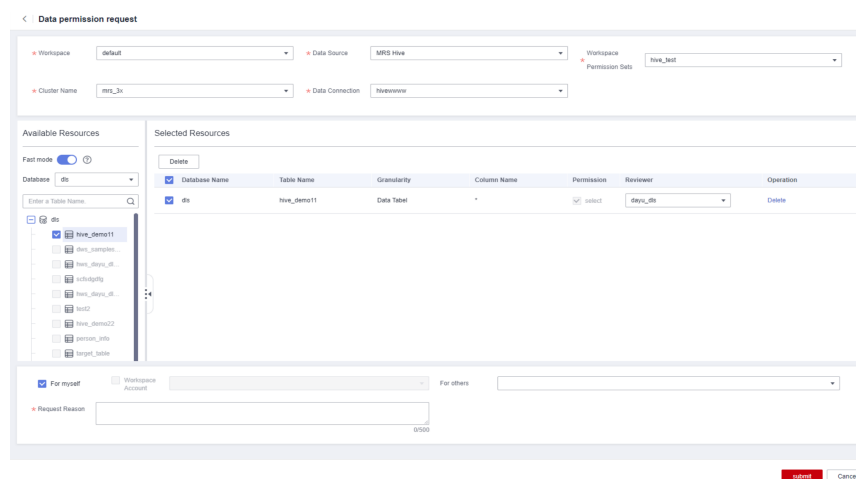 < Data permission request
* Workspace default * Data Source MRS Hive * Workspace Permission Sets hive_test
* Cluster Name mrs_3x * Data Connection hivewwww
Available Resources Selected Resources
Fast mode ?
Delete
Database dls
Database Name Table Name Granularity Column Name Permission Reviewer Operation
Enter a Table Name.
dls hive_demo11 Data Tabel * select dayu_dls Delete
dls
hive_demo11
dws_samplec...
hws_dayu_dl...
hws_dayu_dl...
test2
hive_demo22
person_info
target_table
For myself Workspace Account For others
* Request Reason
0/500
submit Cance